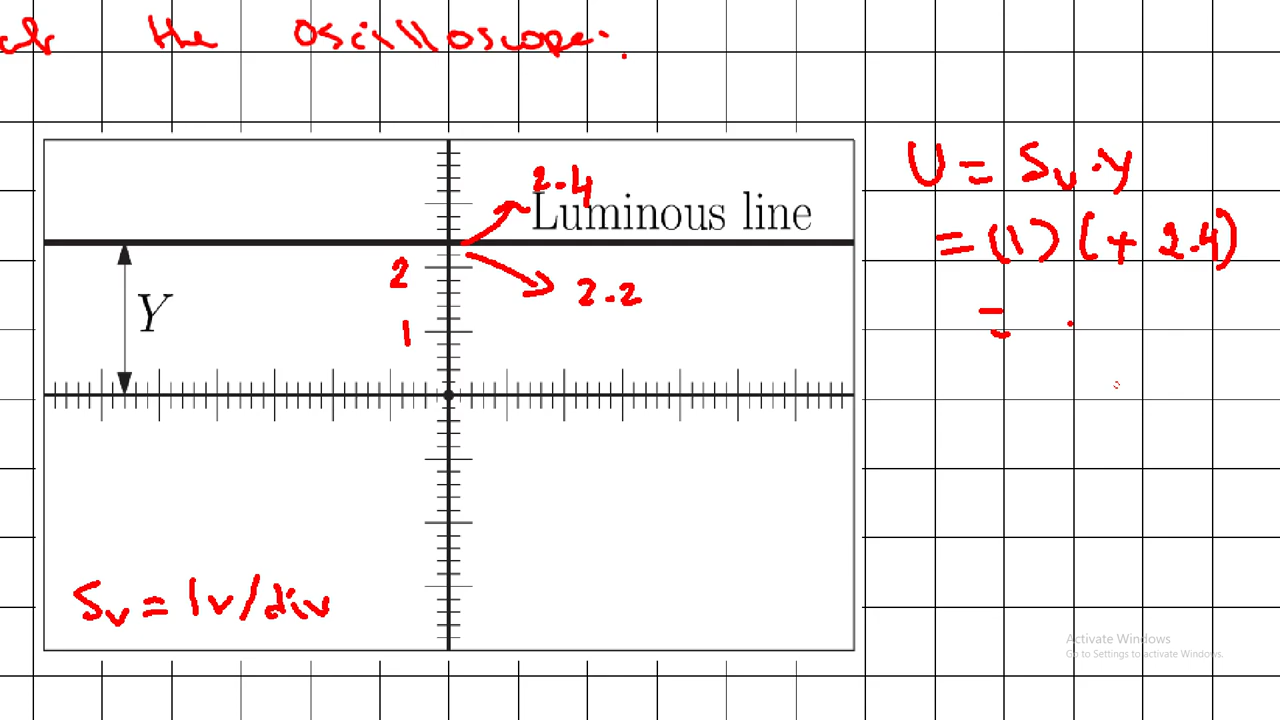 the oscilloscope.
U = Sv.y
2.4
Luminous line
= (1) (+ 2.4)
2
2.2
Y
1
= .
Sv = 1v/div
Activate Windows
Go to Settings to activate Windows.